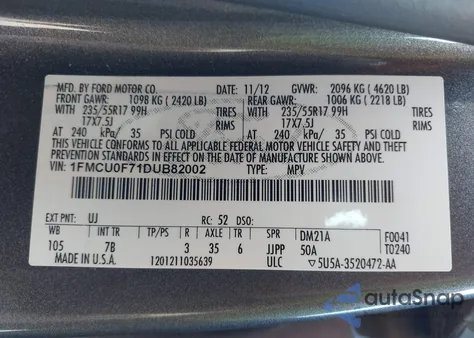 MFD. BY FORD MOTOR CO. 11/12 GVWR: 2096 KG ( 4620 LB)
FRONT GAWR: 1098 KG ( 2420 LB) REAR GAWR: 1006 KG ( 2218 LB)
WITH 235/55R17 99H TIRES WITH 235/55R17 99H TIRES
17X7.5J RIMS 17X7.5J RIMS
AT 240 kPa/ 35 PSI COLD AT 240 kPa/ 35 PSI COLD
THIS VEHICLE CONFORMS TO ALL APPLICABLE FEDERAL MOTOR VEHICLE
SAFETY AND THEFT PREVENTION STANDARDS IN EFFECT ON THE DATE OF
MANUFACTURE SHOWN ABOVE.
VIN: 1FMCU0F71DUB82002 TYPE: MPV
EXT PNT: UJ RC: 52 DSO:
WB TP/PS R AXLE TR SPR DM21A F0041
105 7B 3 35 6 JJPP 50A T0240
MADE IN U.S.A. 1201211035639 ULC 5U5A-3520472-AA
autoSnap